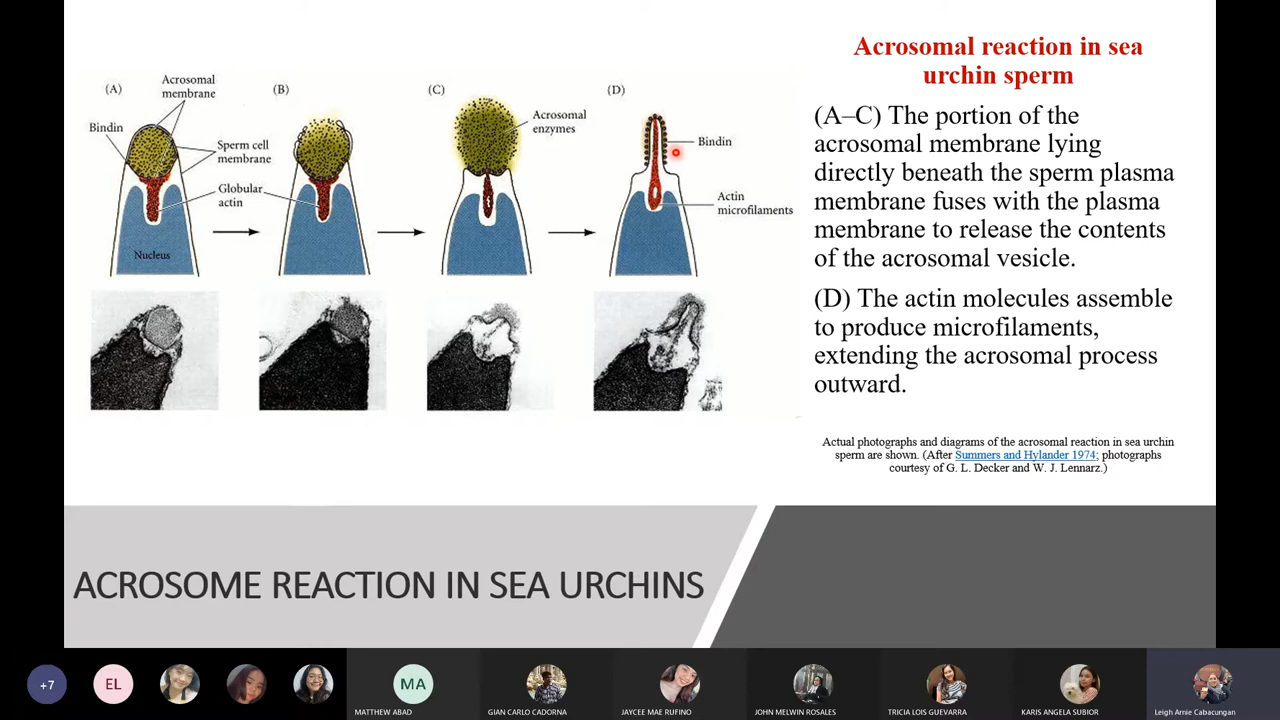 (A)
Acrosomal
membrane
Bindin
Sperm cell
membrane
Globular
actin
Nucleus
(B)
(C)
Acrosomal
enzymes
(D)
Bindin
Actin
microfilaments
Acrosomal reaction in sea
urchin sperm
(A–C) The portion of the
acrosomal membrane lying
directly beneath the sperm plasma
membrane fuses with the plasma
membrane to release the contents
of the acrosomal vesicle.
(D) The actin molecules assemble
to produce microfilaments,
extending the acrosomal process
outward.
Actual photographs and diagrams of the acrosomal reaction in sea urchin
sperm are shown. (After Summers and Hylander 1974; photographs
courtesy of G. L. Decker and W. J. Lennarz.)
ACROSOME REACTION IN SEA URCHINS
+7
EL
MA
MATTHEW ABAD
GIAN CARLO CADORNA
JAYCEE MAE RUFINO
JOHN MELWIN ROSALES
TRICIA LOIS GUEVARRA
KARIS ANGELA SUBIOR
Leigh Arnie Cabacungan